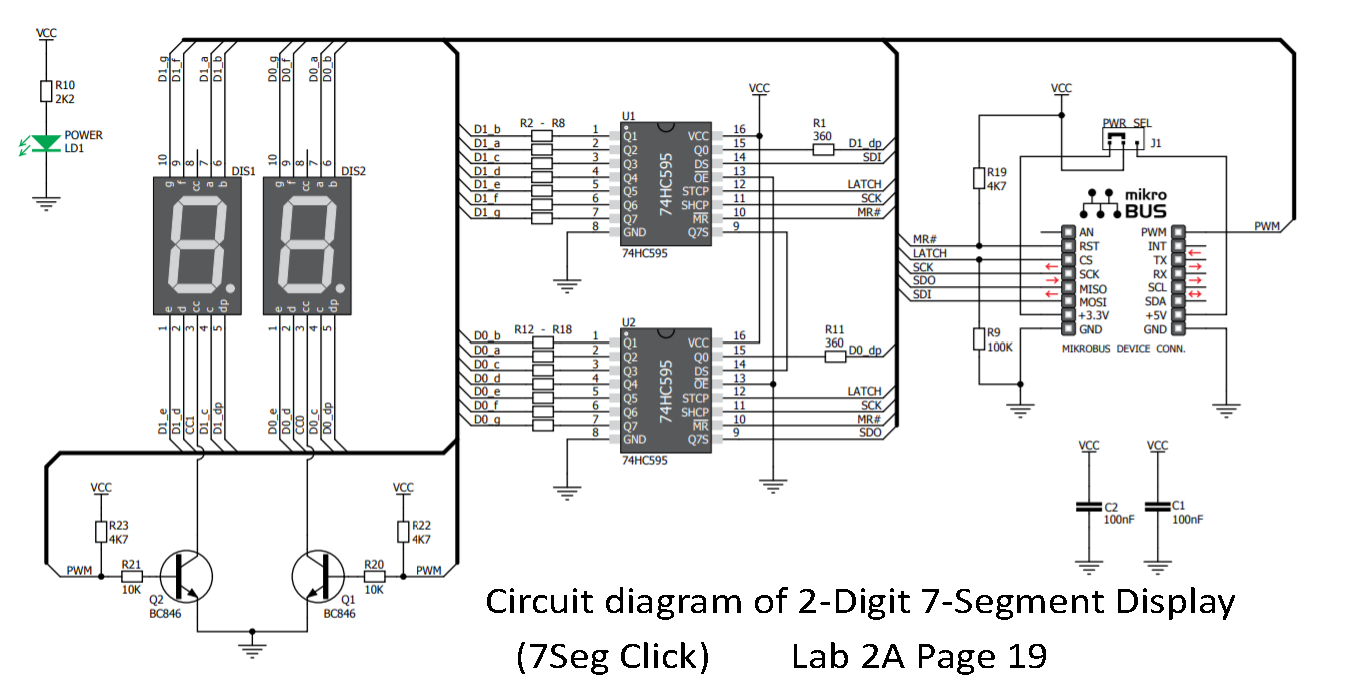 VCC
R10
2K2
POWER
LD1
D1_g
D1_f
D1_a
D1_b
D0_g
D0_f
D0_a
D0_b
10 9 8 7 6
10 9 8 7 6
g f cc a b
g f cc a b
DIS1
DIS2
e d cc c dp
e d cc c dp
1 2 3 4 5
1 2 3 4 5
D1_e
D1_d
CC1
D1_c
D1_dp
D0_e
D0_d
CC0
D0_c
D0_dp
VCC
R23
4K7
PWM
R21
10K
Q2
BC846
VCC
R22
4K7
PWM
R20
10K
Q1
BC846
R2 - R8
D1_b
D1_a
D1_c
D1_d
D1_e
D1_f
D1_g
1
2
3
4
5
6
7
8
U1
Q1
Q2
Q3
Q4
Q5
Q6
Q7
GND
74HC595
VCC
Q0
DS
OE
STCP
SHCP
MR
Q7S
74HC595
16
15
14
13
12
11
10
9
VCC
R1
360
D1_dp
SDI
LATCH
SCK
MR#
R12 - R18
D0_b
D0_a
D0_c
D0_d
D0_e
D0_f
D0_g
1
2
3
4
5
6
7
8
U2
Q1
Q2
Q3
Q4
Q5
Q6
Q7
GND
74HC595
VCC
Q0
DS
OE
STCP
SHCP
MR
Q7S
74HC595
16
15
14
13
12
11
10
9
R11
360
D0_dp
LATCH
SCK
MR#
SDO
VCC
PWR SEL
J1
R19
4K7
mikro
BUS
MR#
LATCH
SCK
SDO
SDI
AN
RST
CS
SCK
MISO
MOSI
+3.3V
GND
PWM
INT
TX
RX
SCL
SDA
+5V
GND
PWM
MIKROBUS DEVICE CONN.
R9
100K
VCC
C2
100nF
VCC
C1
100nF
Circuit diagram of 2-Digit 7-Segment Display
(7Seg Click) Lab 2A Page 19